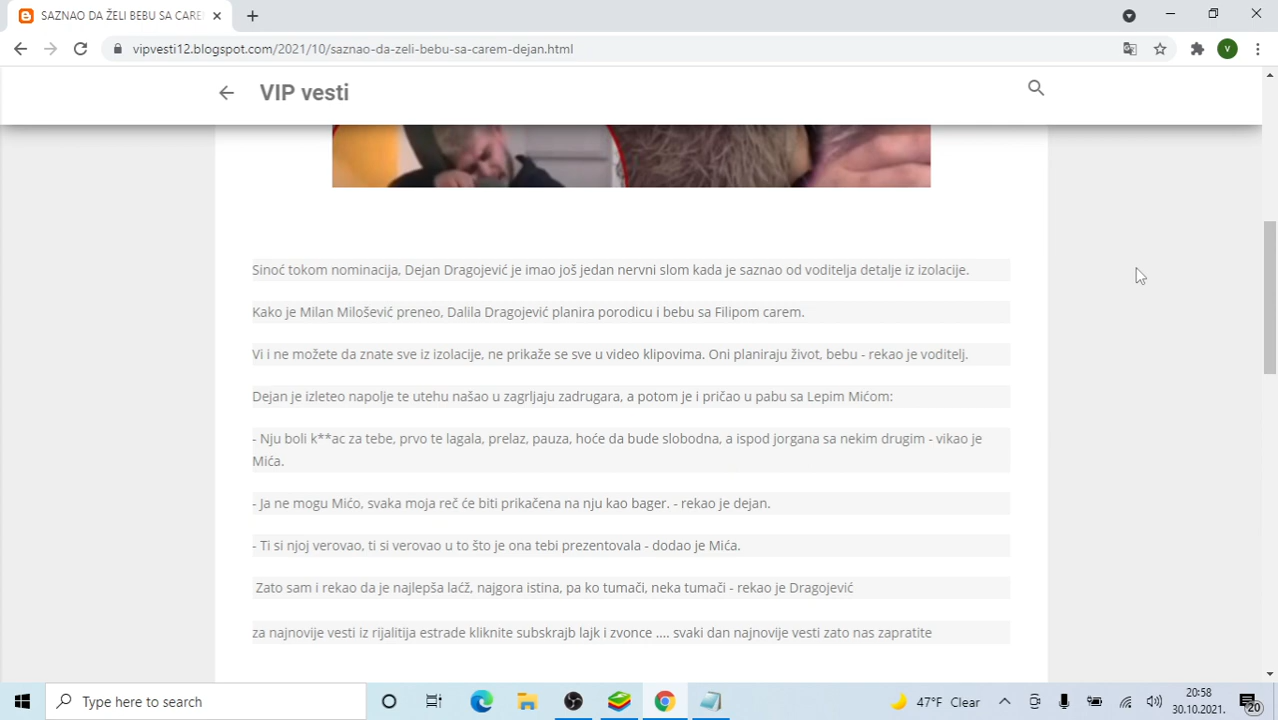 SAZNAO DA ŽELI BEBU SA CARE
vipvesti12.blogspot.com/2021/10/saznao-da-zeli-bebu-sa-carem-dejan.html
V
VIP vesti
Sinoć tokom nominacija, Dejan Dragojević je imao još jedan nervni slom kada je saznao od voditelja detalje iz izolacije.
Kako je Milan Milošević preneo, Dalila Dragojević planira porodicu i bebu sa Filipom carem.
Vi i ne možete da znate sve iz izolacije, ne prikaže se sve u video klipovima. Oni planiraju život, bebu - rekao je voditelj.
Dejan je izleteo napolje te utehu našao u zagrljaju zadrugara, a potom je i pričao u pabu sa Lepim Mićom:
- Nju boli k**ac za tebe, prvo te lagala, prelaz, pauza, hoće da bude slobodna, a ispod jorgana sa nekim drugim - vikao je
Mića.
- Ja ne mogu Mićo, svaka moja reč će biti prikačena na nju kao bager. - rekao je dejan.
- Ti si njoj verovao, ti si verovao u to što je ona tebi prezentovala - dodao je Mića.
Zato sam i rekao da je najlepša laćž, najgora istina, pa ko tumači, neka tumači - rekao je Dragojević
za najnovije vesti iz rijalitija estrade kliknite subskrajb lajk i zvonce .... svaki dan najnovije vesti zato nas zapratite
Type here to search
47°F Clear
20:58
30.10.2021.
20